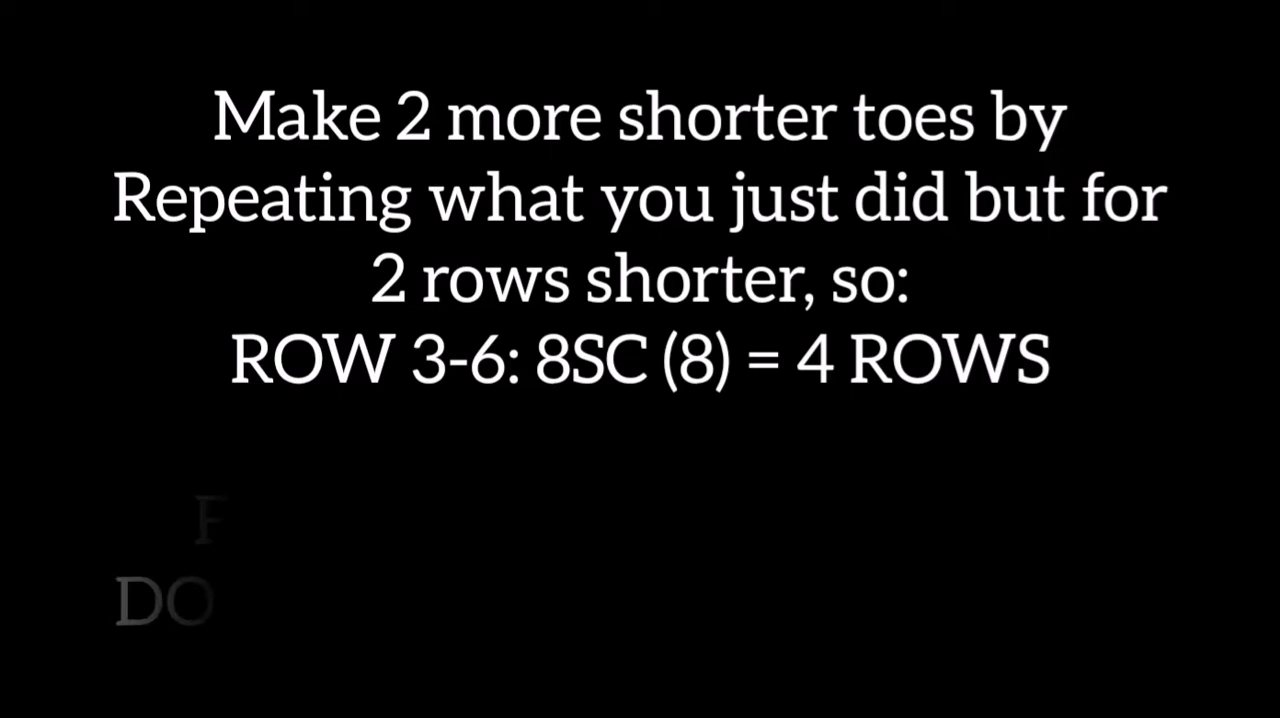 Make 2 more shorter toes by
Repeating what you just did but for
2 rows shorter, so:
ROW 3-6: 8SC (8) = 4 ROWS